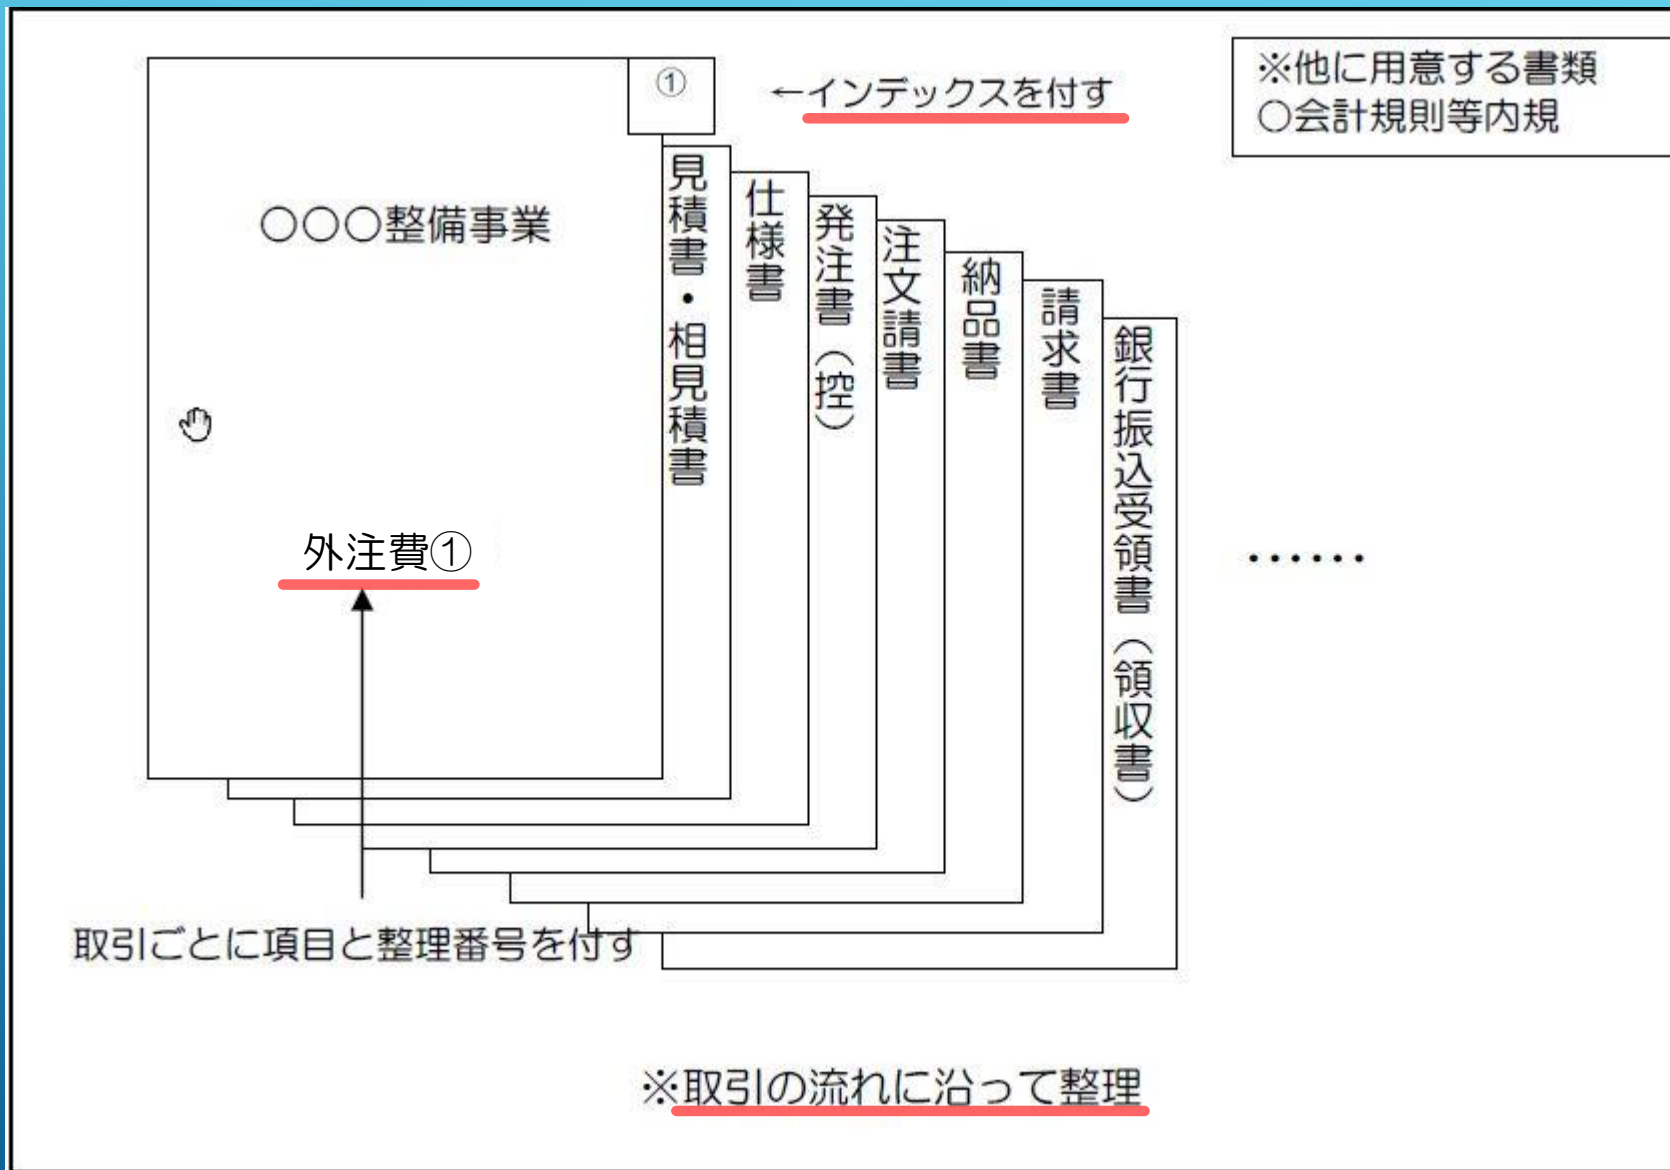 ①
←インデックスを付す
※他に用意する書類
○会計規則等内規
○○○整備事業
見積書・相見積書
仕様書
発注書(控)
注文請書
納品書
請求書
銀行振込受領書(領収書)
外注費①
……
取引ごとに項目と整理番号を付す
※取引の流れに沿って整理